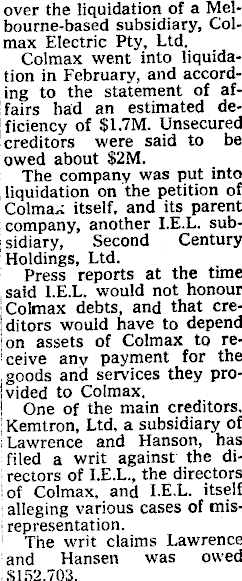 over the liquidation of a Mel-
bourne-based subsidiary, Col-
max Electric Pty, Ltd.
Colmax went into liquida-
tion in February, and accord-
ing to the statement of af-
fairs had an estimated de-
ficiency of $1.7M. Unsecured
creditors were said to be
owed about $2M.
The company was put into
liquidation on the petition of
Colmax itself, and its parent
company, another I.E.L. sub-
sidiary, Second Century
Holdings, Ltd.
Press reports at the time
said I.E.L. would not honour
Colmax debts, and that cre-
ditors would have to depend
on assets of Colmax to re-
ceive any payment for the
goods and services they pro-
vided to Colmax.
One of the main creditors,
Kemtron, Ltd, a subsidiary of
Lawrence and Hanson, has
filed a writ against the di-
rectors of I.E.L., the directors
of Colmax, and I.E.L. itself
alleging various cases of mis-
representation.
The writ claims Lawrence
and Hansen was owed
$152,703.